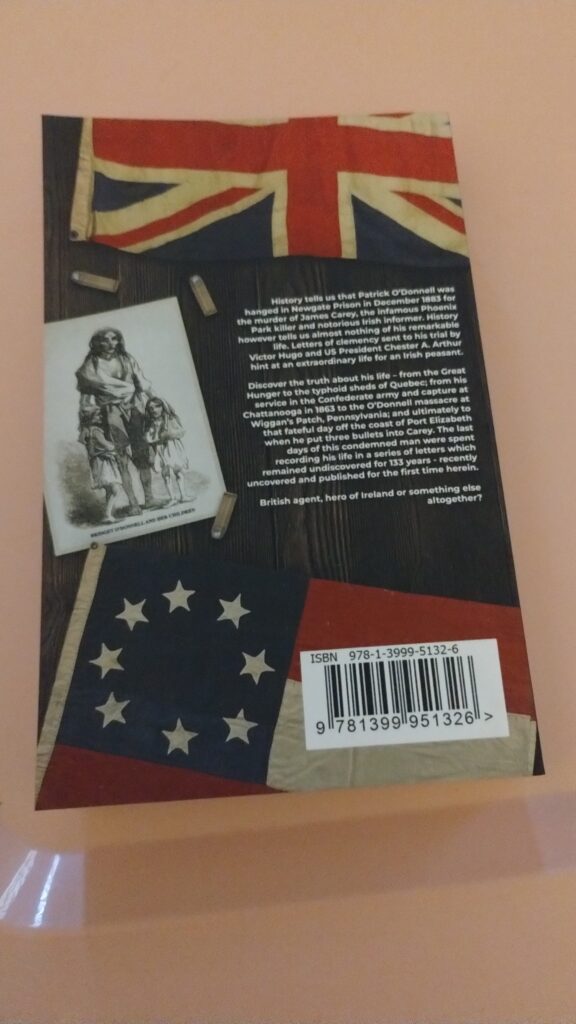 History tells us that Patrick O'Donnell was
hanged in Newgate Prison in December 1883 for
the murder of James Carey, the infamous Phoenix
Park killer and notorious Irish informer. History
however tells us almost nothing of his remarkable
life. Letters of clemency sent to his trial by
Victor Hugo and US President Chester A. Arthur
hint at an extraordinary life for an Irish peasant.
Discover the truth about his life – from the Great
Hunger to the typhoid sheds of Quebec; from his
service in the Confederate army and capture at
Chattanooga in 1863 to the O'Donnell massacre at
Wiggan's Patch, Pennsylvania; and ultimately to
that fateful day off the coast of Port Elizabeth
when he put three bullets into Carey. The last
days of this condemned man were spent
recording his life in a series of letters which
remained undiscovered for 133 years - recently
uncovered and published for the first time herein.
British agent, hero of Ireland or something else
altogether?
BRIDGET O'DONNELL AND HER CHILDREN
ISBN 978-1-3999-5132-6
9 781399 951326 >